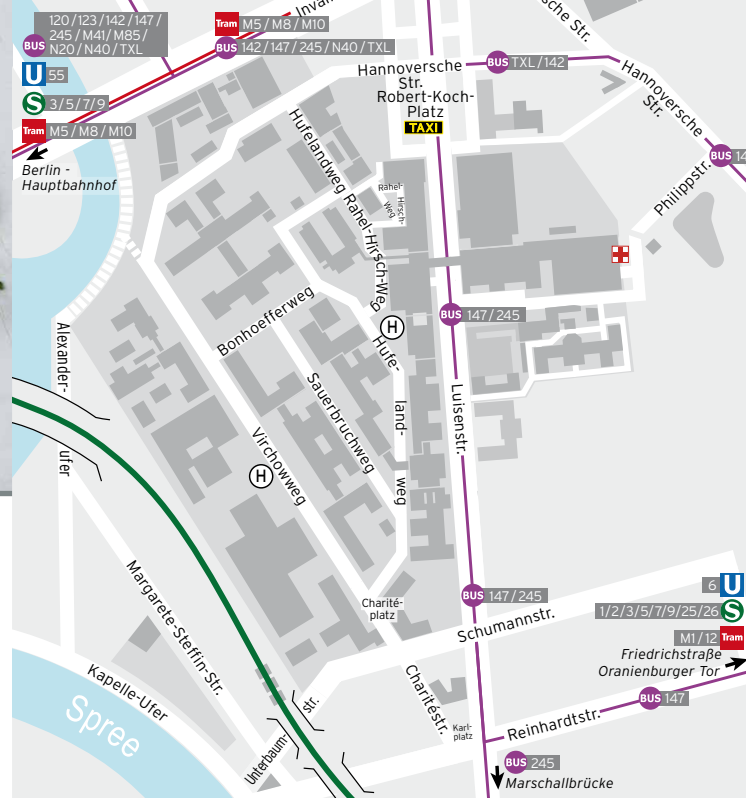 120 / 123 / 142 / 147 /
245 / M41 / M85 /
N20 / N40 / TXL
BUS
U 55
S 3 / 5 / 7 / 9
Tram M5 / M8 / M10
Berlin -
Hauptbahnhof
Tram M5 / M8 / M10
BUS 142 / 147 / 245 / N40 / TXL
Hannoversche
Str.
Robert-Koch-
Platz
TAXI
BUS TXL / 142
Hannoversche
Str.
BUS
Philippstr.
Hufelandweg
Rahel-Hirsch-Weg
Rahel-
Hirsch-
Weg
BUS 147 / 245
H
Bonhoefferweg
Hufe-
land-
weg
Sauerbruchweg
Luisenstr.
Alexander-
ufer
Virchowweg
H
Margarete-Steffin-Str.
Charité-
platz
BUS 147 / 245
Schumannstr.
6 U
1/2/3/5/7/9/25/26 S
M1 / 12 Tram
Friedrichstraße
Oranienburger Tor
Kapelle-Ufer
Spree
Charitéstr.
Unterbaum-
str.
Karl-
platz
Reinhardtstr.
BUS 147
BUS 245
Marschallbrücke